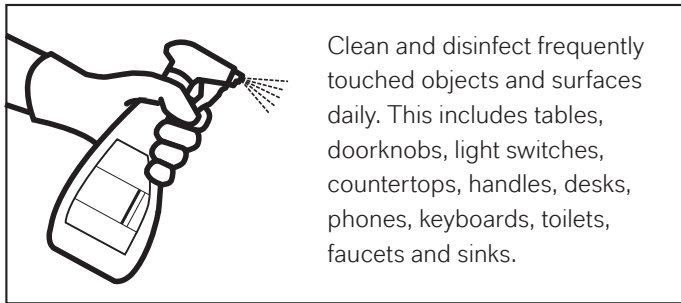 Clean and disinfect frequently
touched objects and surfaces
daily. This includes tables,
doorknobs, light switches,
countertops, handles, desks,
phones, keyboards, toilets,
faucets and sinks.